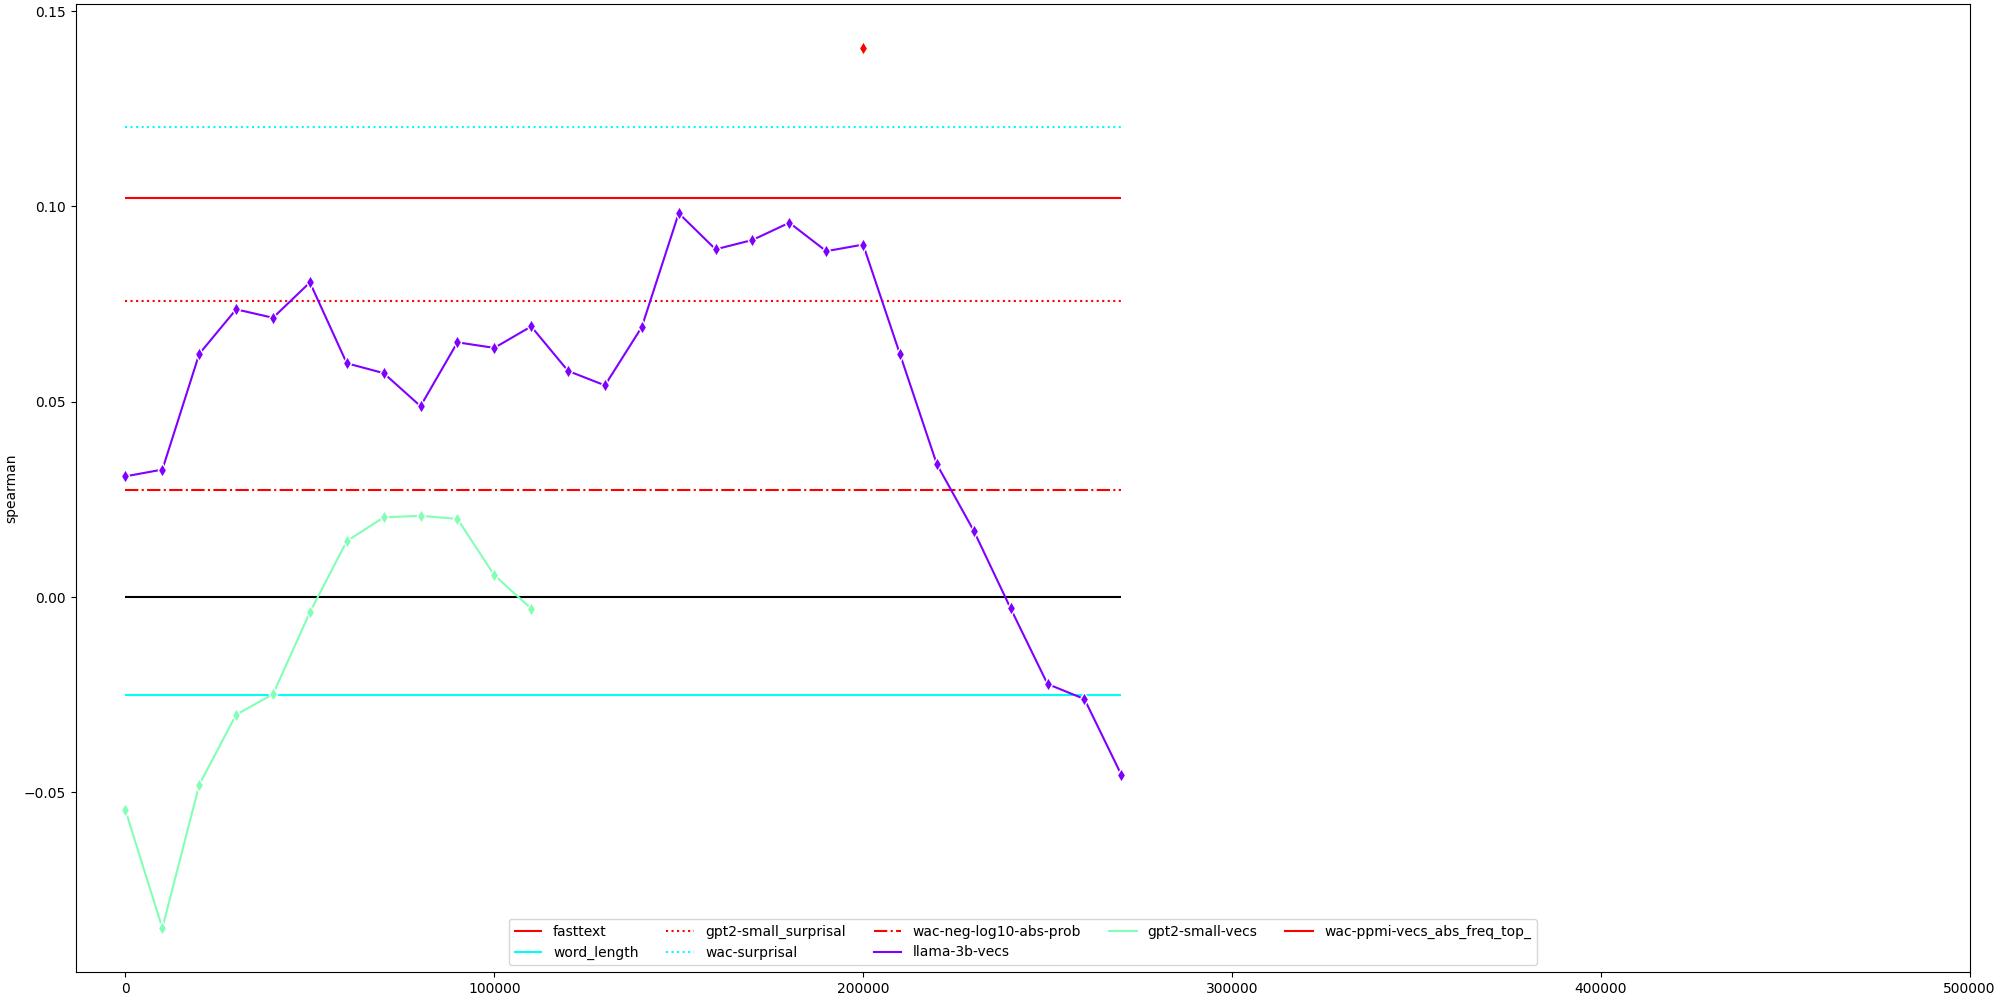 0.15
0.10
0.05
0.00
−0.05
spearman
fasttext gpt2-small_surprisal wac-neg-log10-abs-prob gpt2-small-vecs wac-ppmi-vecs_abs_freq_top_
word_length wac-surprisal llama-3b-vecs
0 100000 200000 300000 400000 500000